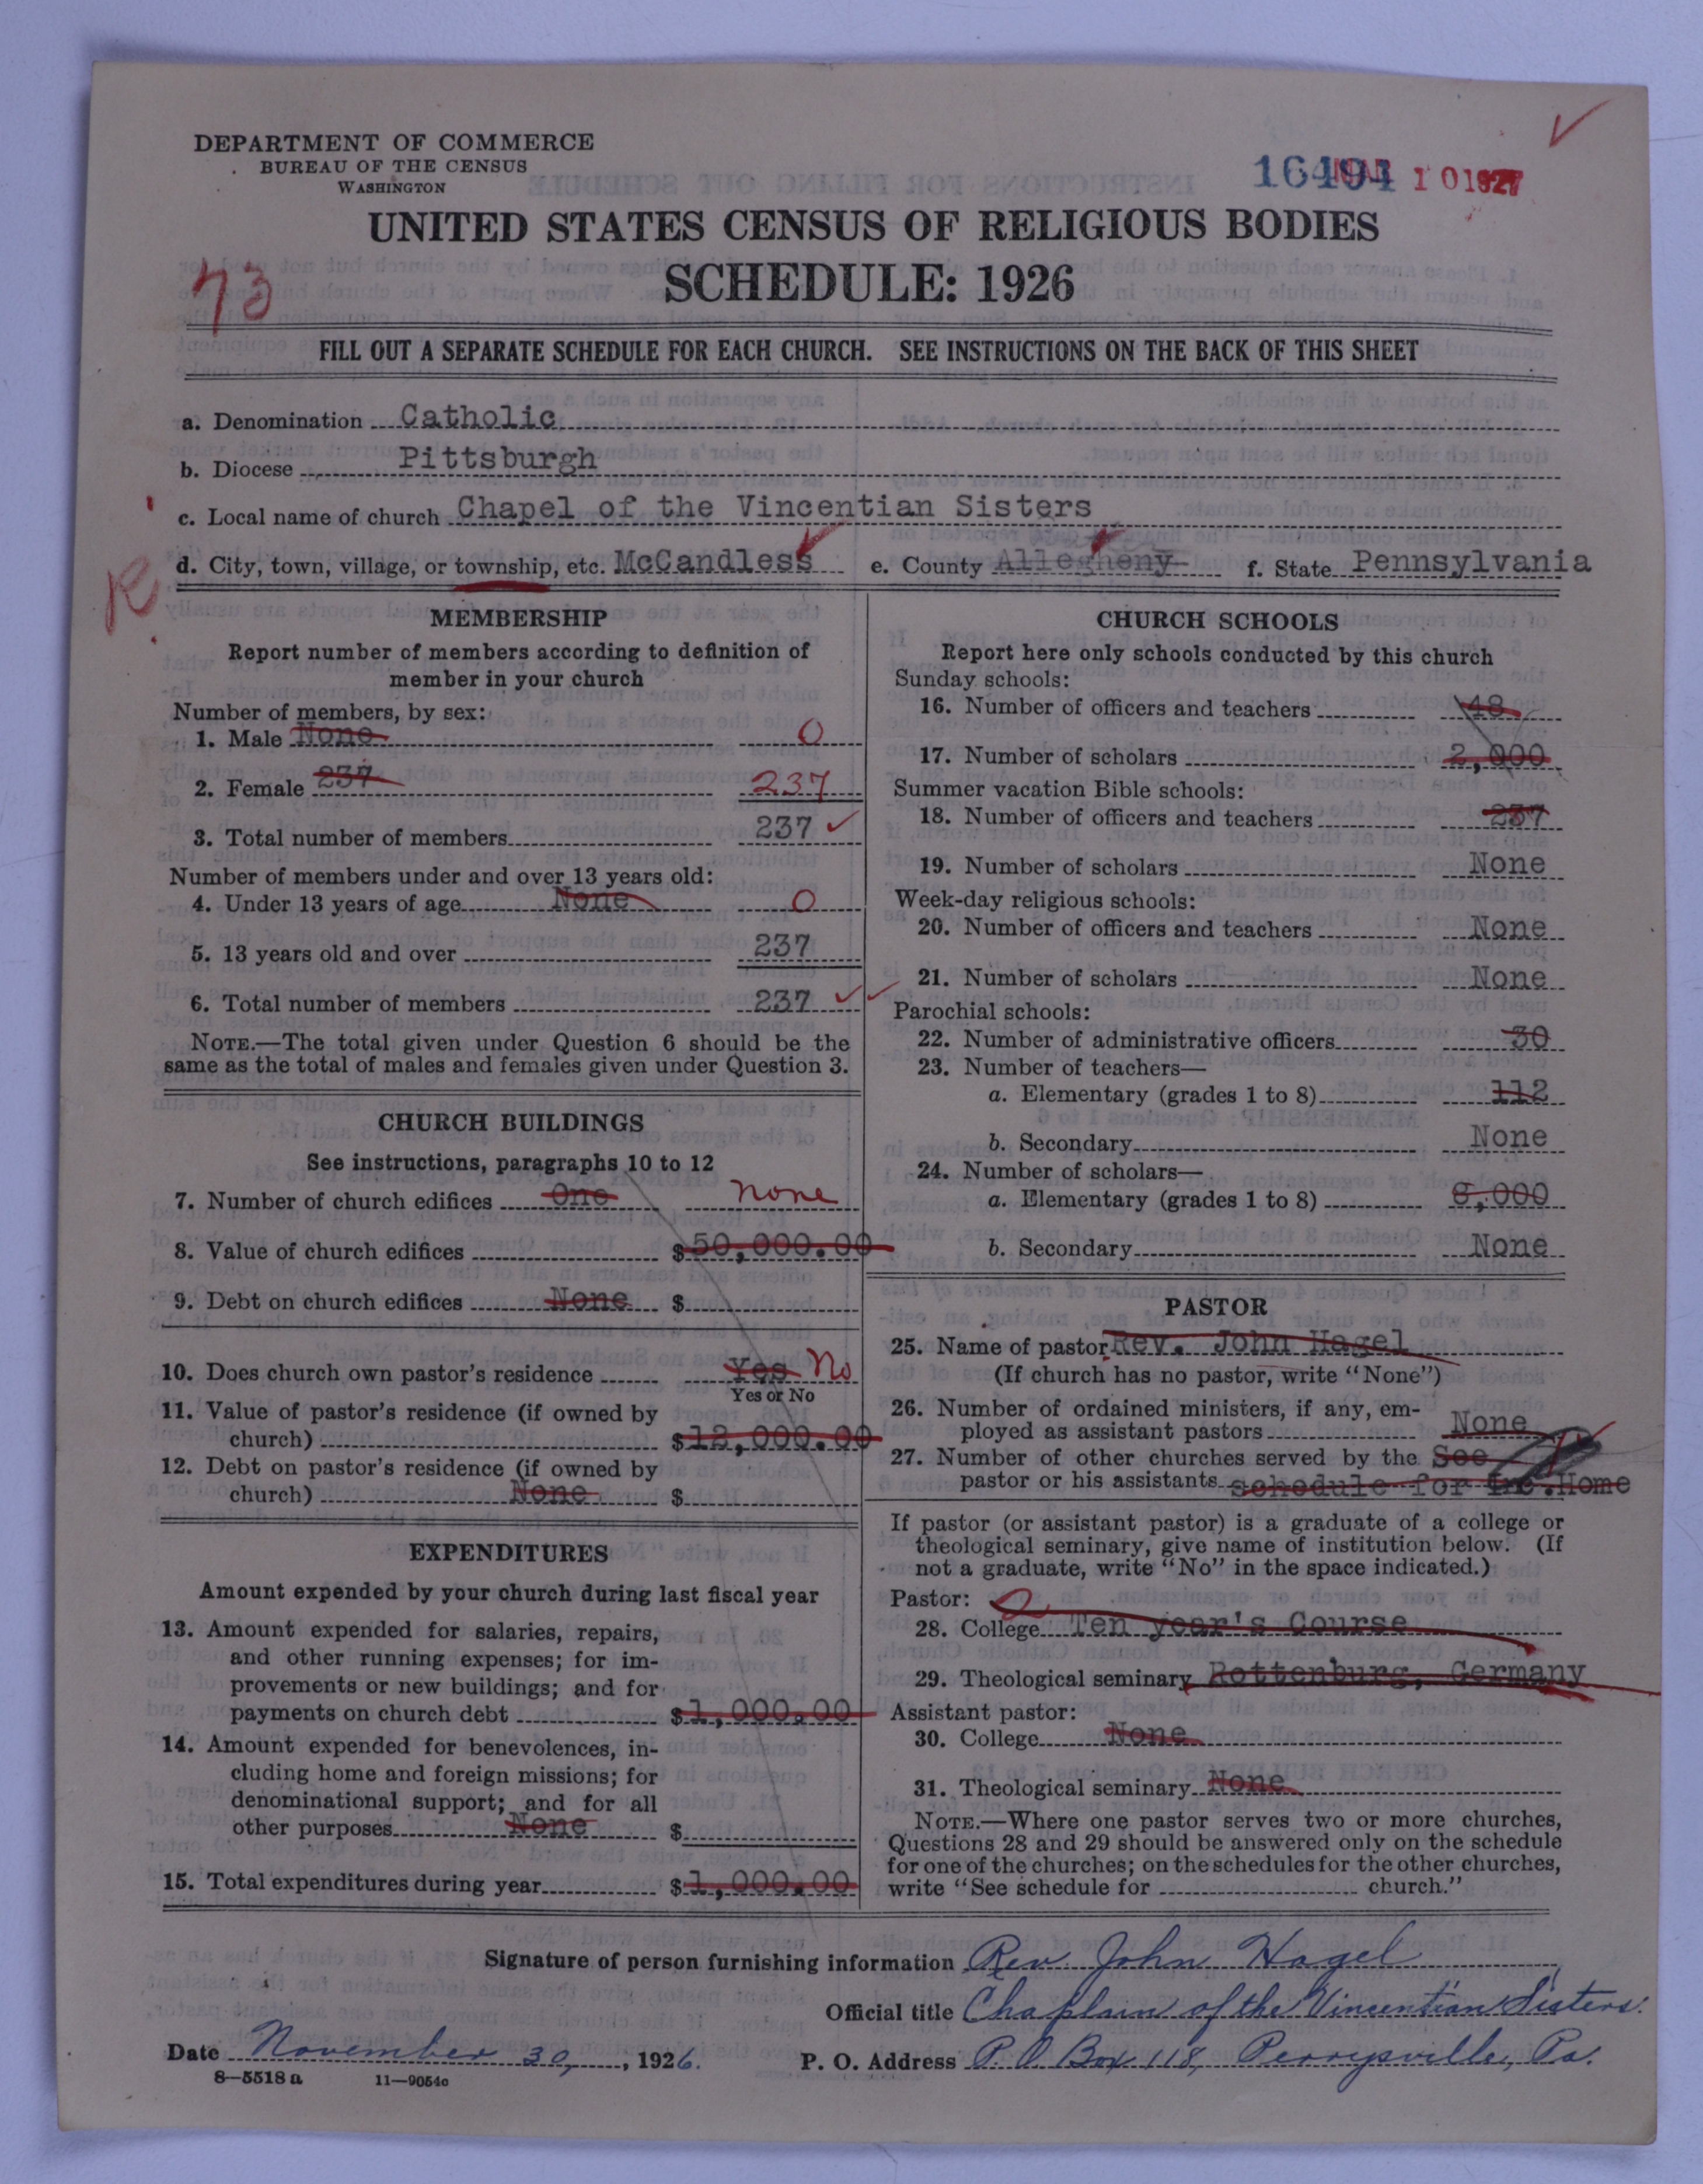 DEPARTMENT OF COMMERCE
BUREAU OF THE CENSUS
WASHINGTON
16494 MAR 10 1927
UNITED STATES CENSUS OF RELIGIOUS BODIES
73
SCHEDULE: 1926
FILL OUT A SEPARATE SCHEDULE FOR EACH CHURCH. SEE INSTRUCTIONS ON THE BACK OF THIS SHEET
a. Denomination Catholic
b. Diocese Pittsburgh
c. Local name of church Chapel of the Vincentian Sisters
d. City, town, village, or township, etc. McCandless e. County Allegheny f. State Pennsylvania
MEMBERSHIP
Report number of members according to definition of
member in your church
Number of members, by sex:
1. Male None 0
2. Female 237 237
3. Total number of members 237
Number of members under and over 13 years old:
4. Under 13 years of age None 0
5. 13 years old and over 237
6. Total number of members 237
NOTE.—The total given under Question 6 should be the
same as the total of males and females given under Question 3.
CHURCH BUILDINGS
See instructions, paragraphs 10 to 12
7. Number of church edifices One none
8. Value of church edifices $50,000.00
9. Debt on church edifices None $
10. Does church own pastor's residence Yes No
Yes or No
11. Value of pastor's residence (if owned by
church) $12,000.00
12. Debt on pastor's residence (if owned by
church) None $
EXPENDITURES
Amount expended by your church during last fiscal year
13. Amount expended for salaries, repairs,
and other running expenses; for im-
provements or new buildings; and for
payments on church debt $1,000.00
14. Amount expended for benevolences, in-
cluding home and foreign missions; for
denominational support; and for all
other purposes None $
15. Total expenditures during year $1,000.00
CHURCH SCHOOLS
Report here only schools conducted by this church
Sunday schools:
16. Number of officers and teachers 48
17. Number of scholars 2,000
Summer vacation Bible schools:
18. Number of officers and teachers 237
19. Number of scholars None
Week-day religious schools:
20. Number of officers and teachers None
21. Number of scholars None
Parochial schools:
22. Number of administrative officers 30
23. Number of teachers—
a. Elementary (grades 1 to 8) 112
b. Secondary None
24. Number of scholars—
a. Elementary (grades 1 to 8) 6,000
b. Secondary None
PASTOR
25. Name of pastor Rev. John Hagel
(If church has no pastor, write "None")
26. Number of ordained ministers, if any, em-
ployed as assistant pastors None
27. Number of other churches served by the See
pastor or his assistants schedule for the Home
If pastor (or assistant pastor) is a graduate of a college or
theological seminary, give name of institution below. (If
not a graduate, write "No" in the space indicated.)
Pastor:
28. College Ten year's Course
29. Theological seminary Rottenburg, Germany
Assistant pastor:
30. College None
31. Theological seminary None
NOTE.—Where one pastor serves two or more churches,
Questions 28 and 29 should be answered only on the schedule
for one of the churches; on the schedules for the other churches,
write "See schedule for church."
Signature of person furnishing information Rev. John Hagel
Official title Chaplain of the Vincentian Sisters.
Date November 30, 1926. P. O. Address P.O. Box 118, Perrysville, Pa.
8—5518 a 11—9054c